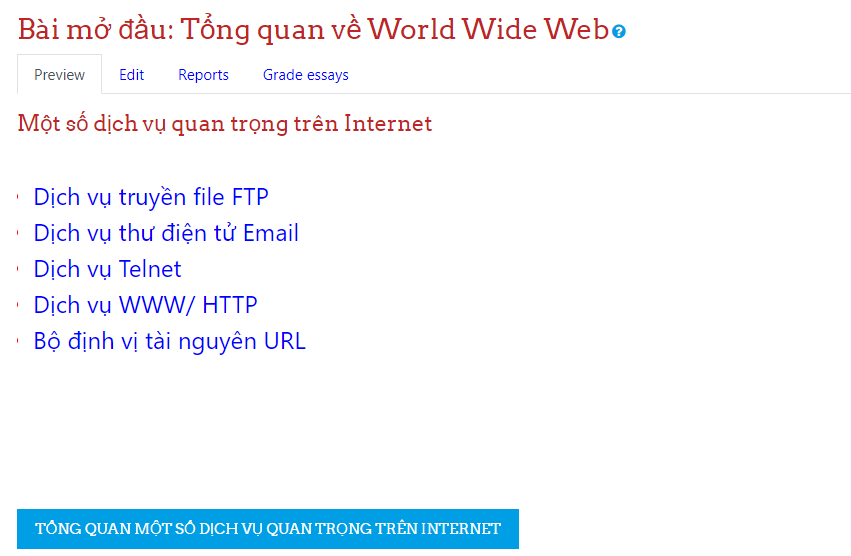 Bài mở đầu: Tổng quan về World Wide Web
Preview Edit Reports Grade essays
Một số dịch vụ quan trọng trên Internet
Dịch vụ truyền file FTP
Dịch vụ thư điện tử Email
Dịch vụ Telnet
Dịch vụ WWW/ HTTP
Bộ định vị tài nguyên URL
TỔNG QUAN MỘT SỐ DỊCH VỤ QUAN TRỌNG TRÊN INTERNET